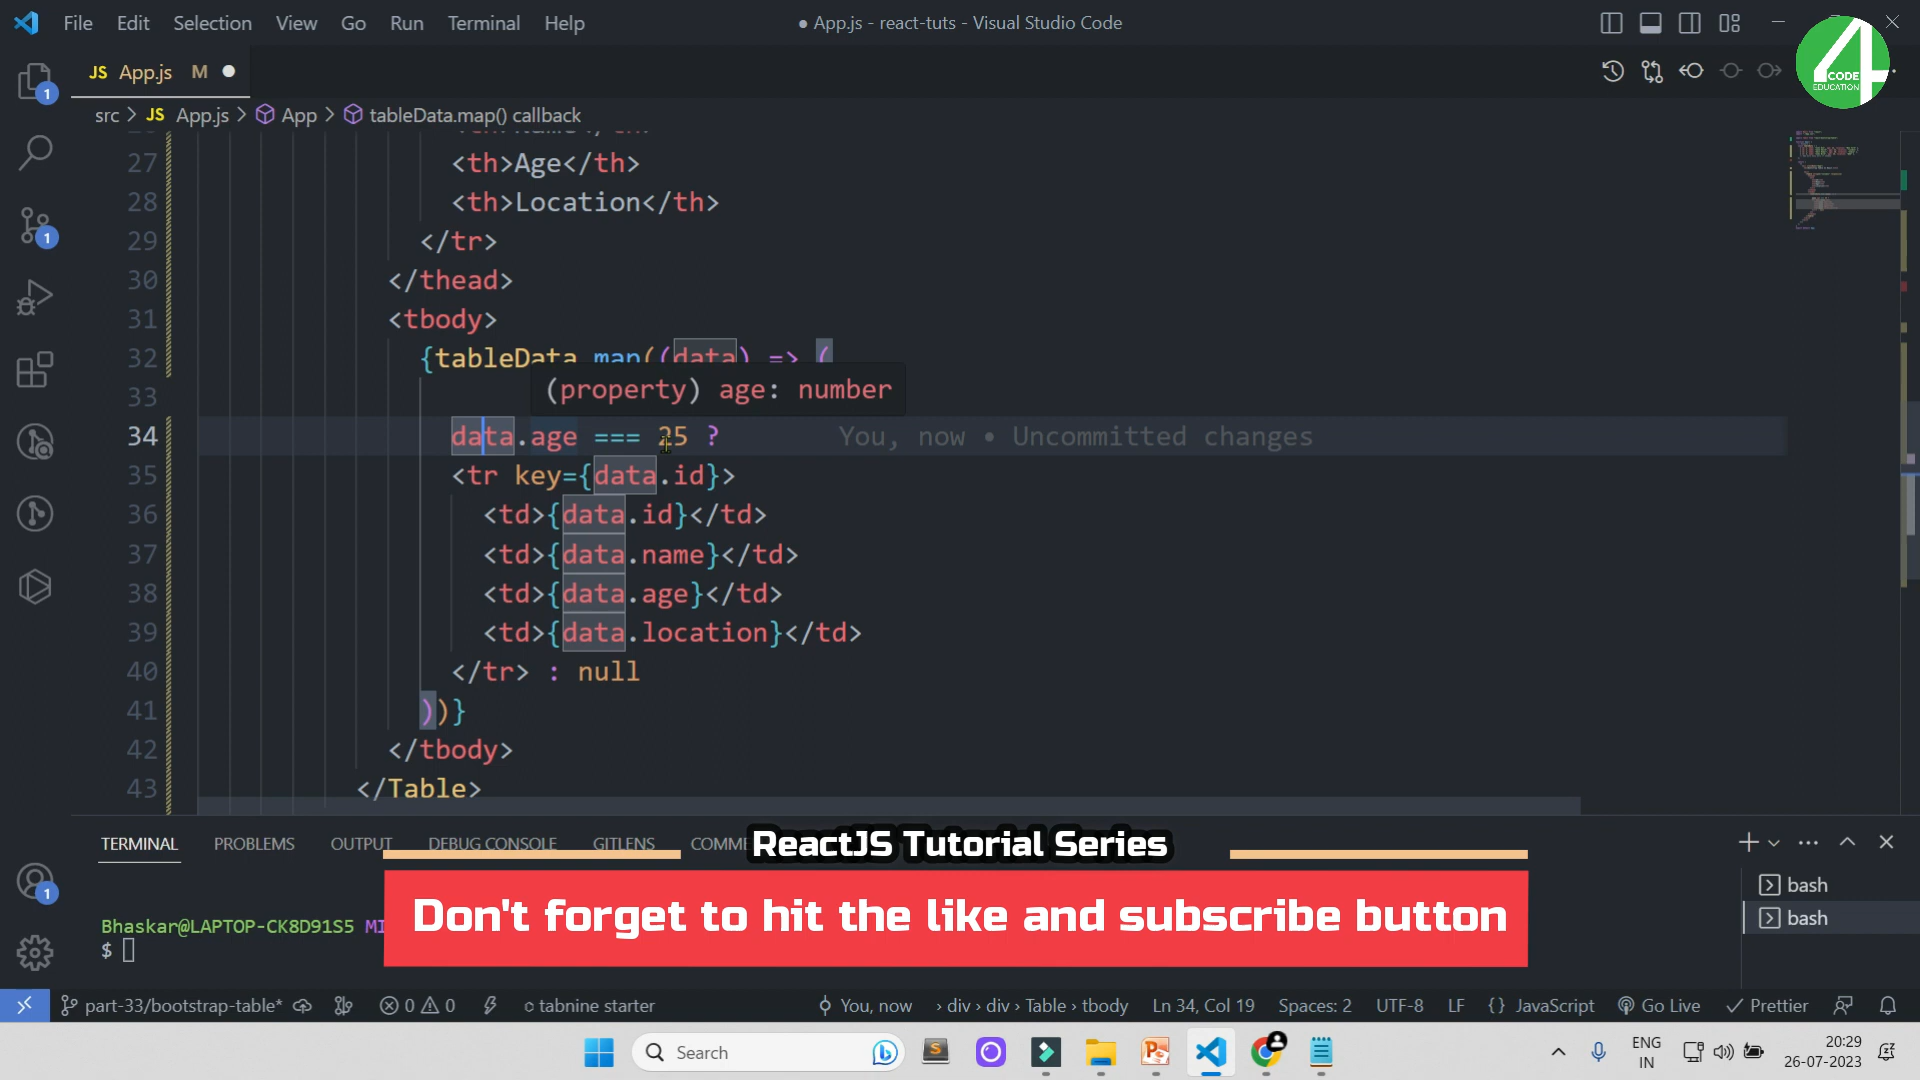 File Edit Selection View Go Run Terminal Help
● App.js - react-tuts - Visual Studio Code
4 CODE EDUCATION
JS App.js M ●
src > JS App.js > App > tableData.map() callback
27 <th>Age</th>
28 <th>Location</th>
29 </tr>
30 </thead>
31 <tbody>
32 {tableData.map((data) => (
(property) age: number
33
34 data.age === 25 ? You, now • Uncommitted changes
35 <tr key={data.id}>
36 <td>{data.id}</td>
37 <td>{data.name}</td>
38 <td>{data.age}</td>
39 <td>{data.location}</td>
40 </tr> : null
41 ))}
42 </tbody>
43 </Table>
TERMINAL PROBLEMS OUTPUT DEBUG CONSOLE GITLENS COMME
ReactJS Tutorial Series
bash
Don't forget to hit the like and subscribe button
bash
Bhaskar@LAPTOP-CK8D91S5 MI
$
part-33/bootstrap-table* 0 0 tabnine starter You, now › div › div › Table › tbody Ln 34, Col 19 Spaces: 2 UTF-8 LF {} JavaScript Go Live Prettier
Search
ENG
IN
20:29
26-07-2023